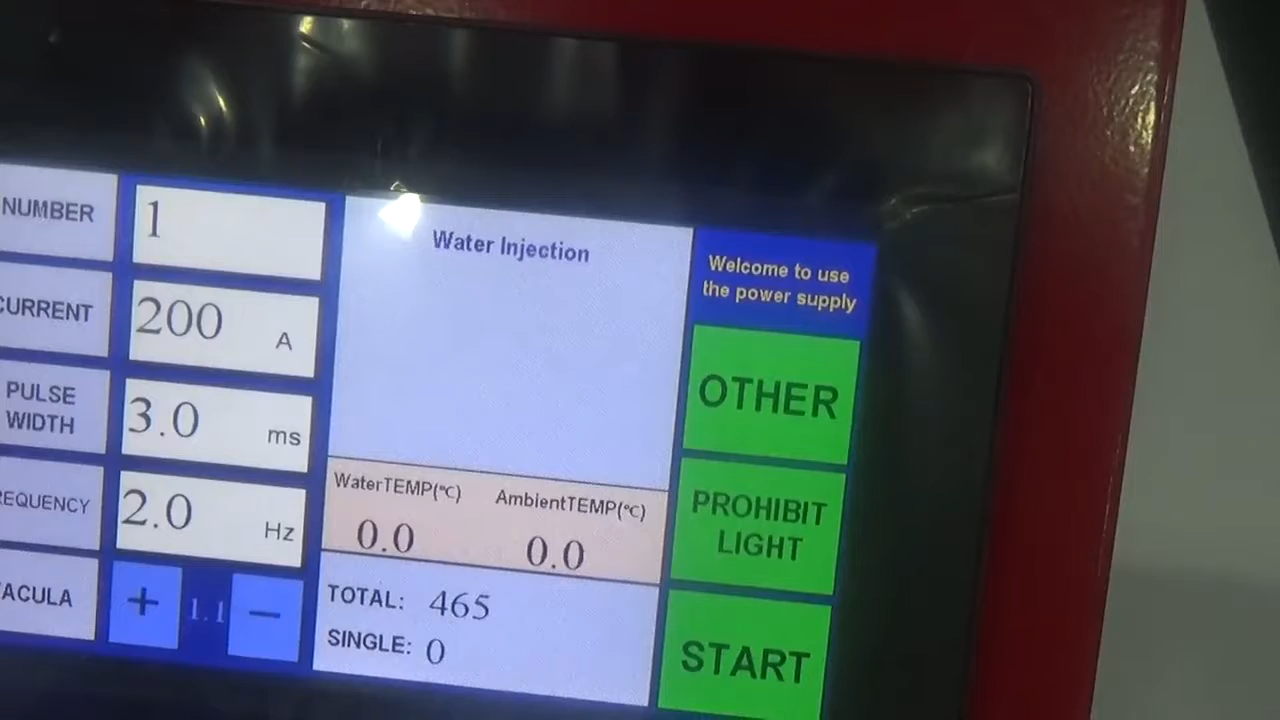 NUMBER
1
CURRENT
200 A
PULSE
WIDTH
3.0 ms
REQUENCY
2.0 Hz
ACULA
+ 1.1 −
Water Injection
WaterTEMP(℃) AmbientTEMP(℃)
0.0 0.0
TOTAL: 465
SINGLE: 0
Welcome to use
the power supply
OTHER
PROHIBIT
LIGHT
START